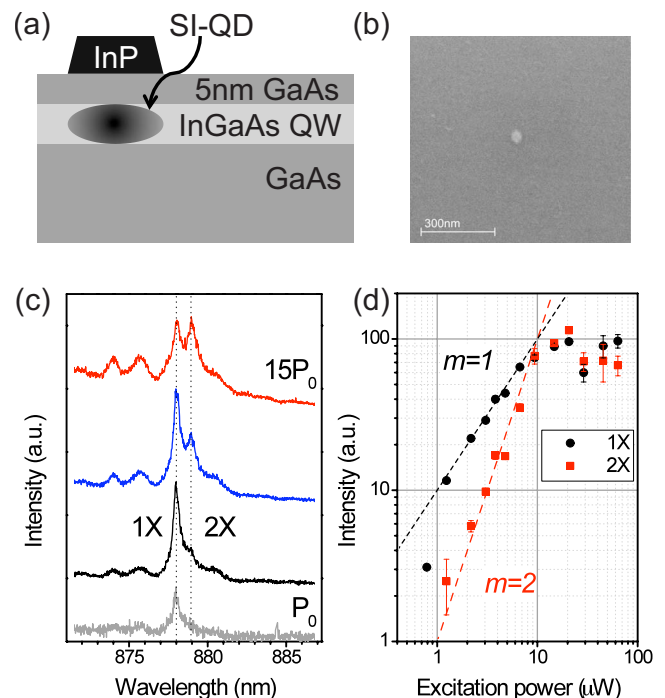 (a)
SI-QD
InP
5nm GaAs
InGaAs QW
GaAs
(b)
300nm
(c)
15P0
1X
2X
P0
Intensity (a.u.)
875
880
885
Wavelength (nm)
(d)
100
10
1
m=1
1X
2X
m=2
Intensity (a.u.)
1
10
100
Excitation power (μW)